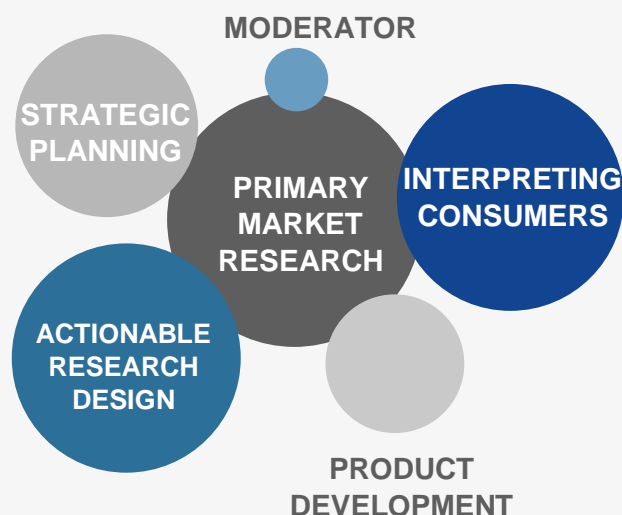 MODERATOR
STRATEGIC
PLANNING
PRIMARY
MARKET
RESEARCH
INTERPRETING
CONSUMERS
ACTIONABLE
RESEARCH
DESIGN
PRODUCT
DEVELOPMENT